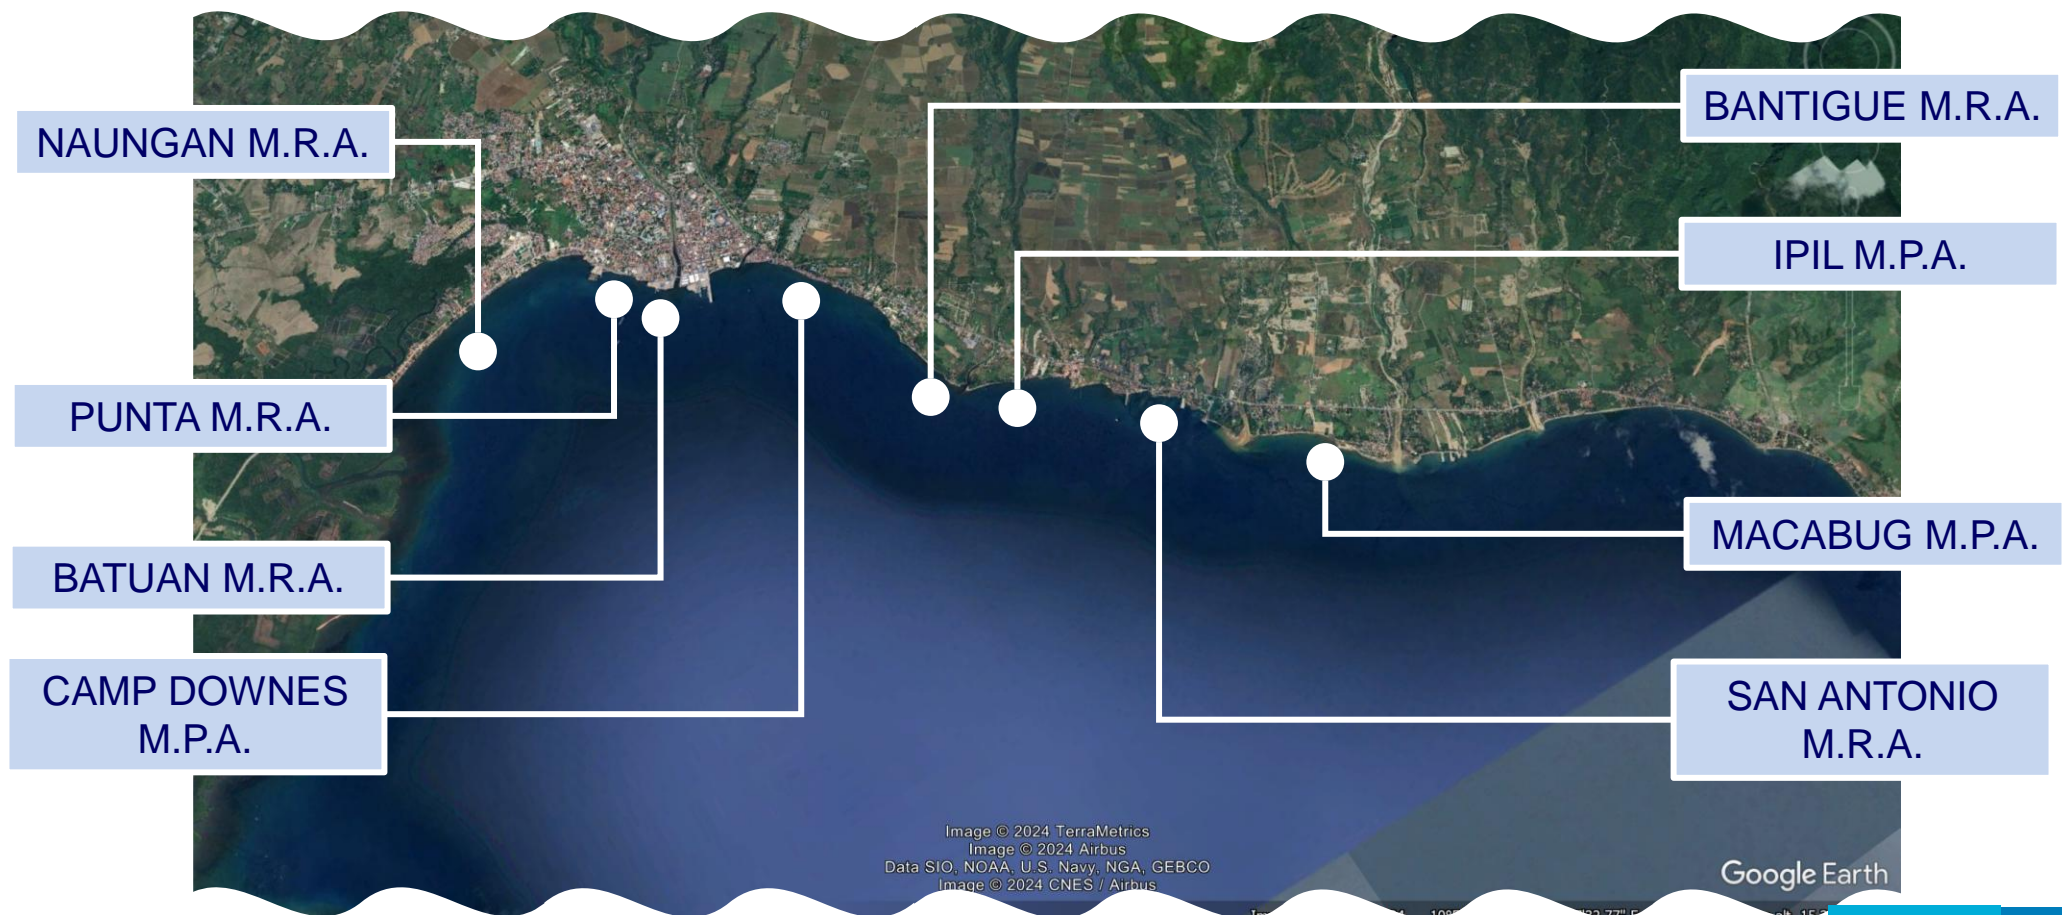 NAUNGAN M.R.A.
PUNTA M.R.A.
BATUAN M.R.A.
CAMP DOWNES
M.P.A.
BANTIGUE M.R.A.
IPIL M.P.A.
MACABUG M.P.A.
SAN ANTONIO
M.R.A.
Image © 2024 TerraMetrics
Image © 2024 Airbus
Data SIO, NOAA, U.S. Navy, NGA, GEBCO
Image © 2024 CNES / Airbus
Google Earth